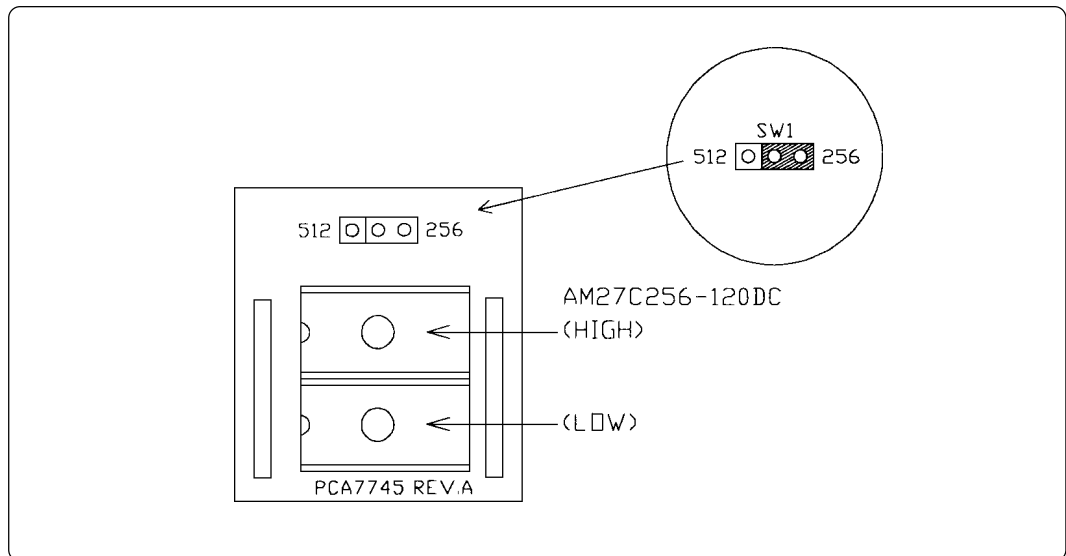 SW1
512 256
512 256
AM27C256-120DC
(HIGH)
(LOW)
PCA7745 REV.A